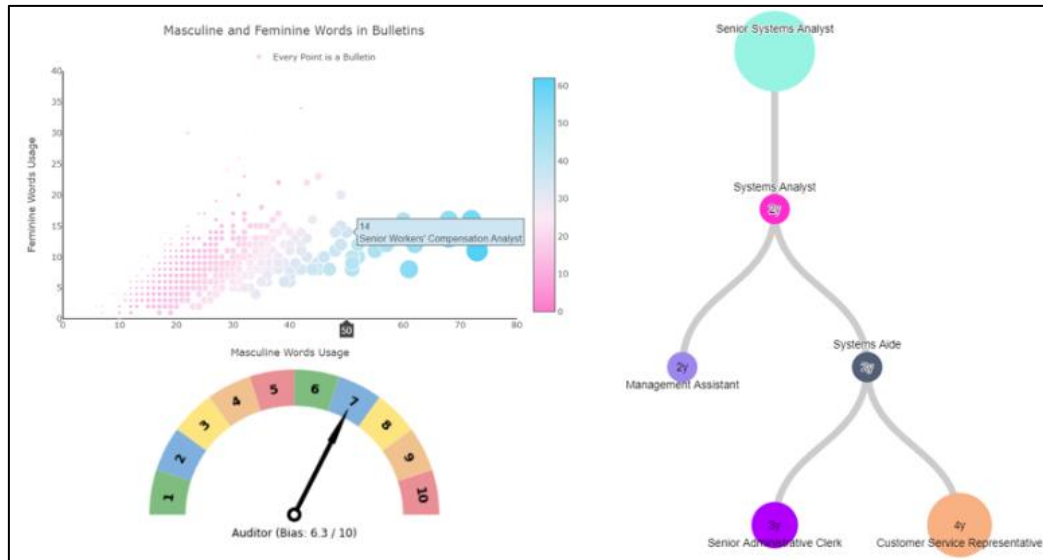 Masculine and Feminine Words in Bulletins
Every Point is a Bulletin
Feminine Words Usage
40
35
30
25
20
15
10
5
0
0
10
20
30
40
50
60
70
80
Masculine Words Usage
14
Senior Workers' Compensation Analyst
60
50
40
30
20
10
0
1
2
3
4
5
6
7
8
9
10
Auditor (Bias: 6.3 / 10)
Senior Systems Analyst
Systems Analyst
2y
2y
Management Assistant
Systems Aide
2y
3y
Senior Administrative Clerk
4y
Customer Service Representative